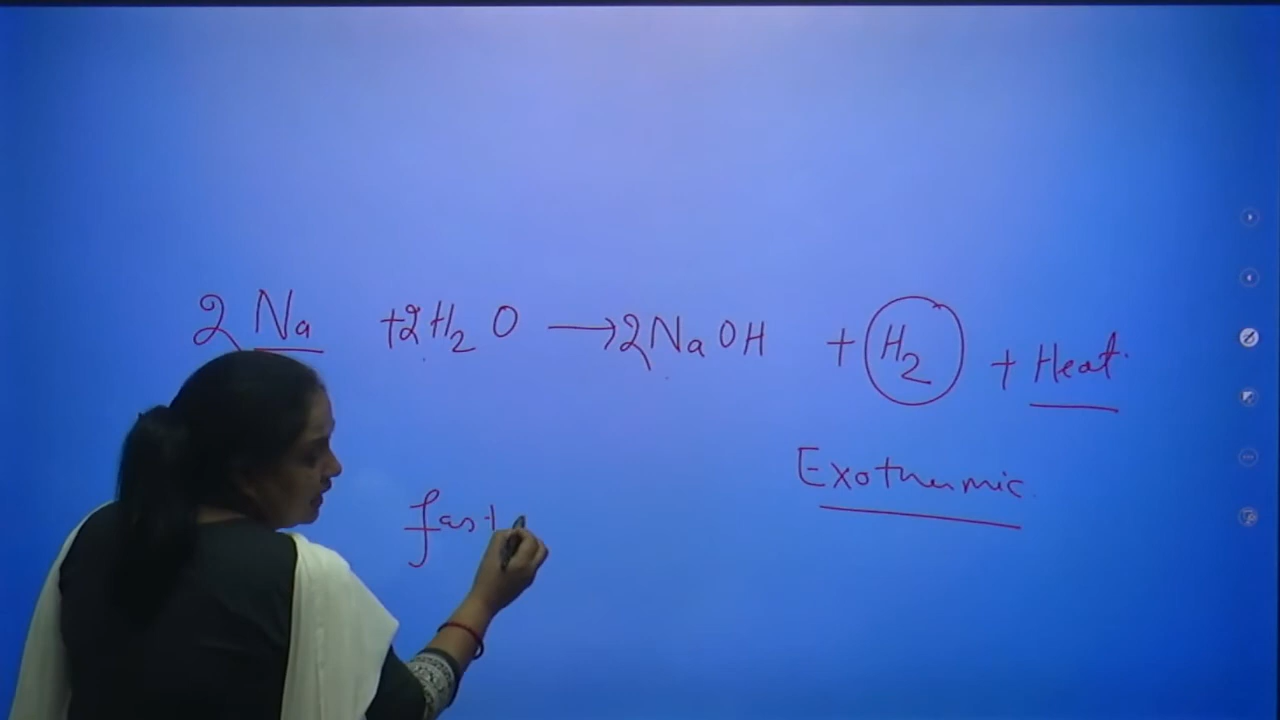 2Na + 2H₂O → 2NaOH + H₂ + Heat.
Exothermic
fast